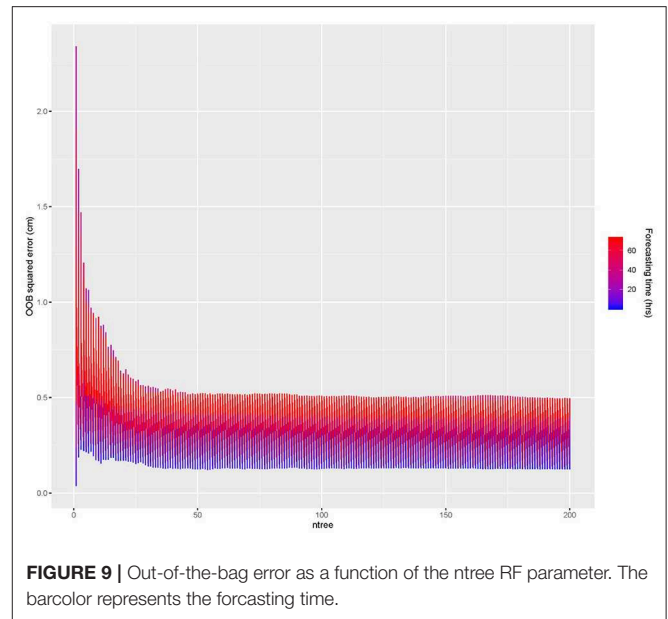 2.0
1.5
1.0
0.5
0.0
OOB squared error (cm)
0
50
100
150
200
ntree
Forecasting time (hrs)
60
40
20
FIGURE 9 | Out-of-the-bag error as a function of the ntree RF parameter. The
barcolor represents the forcasting time.